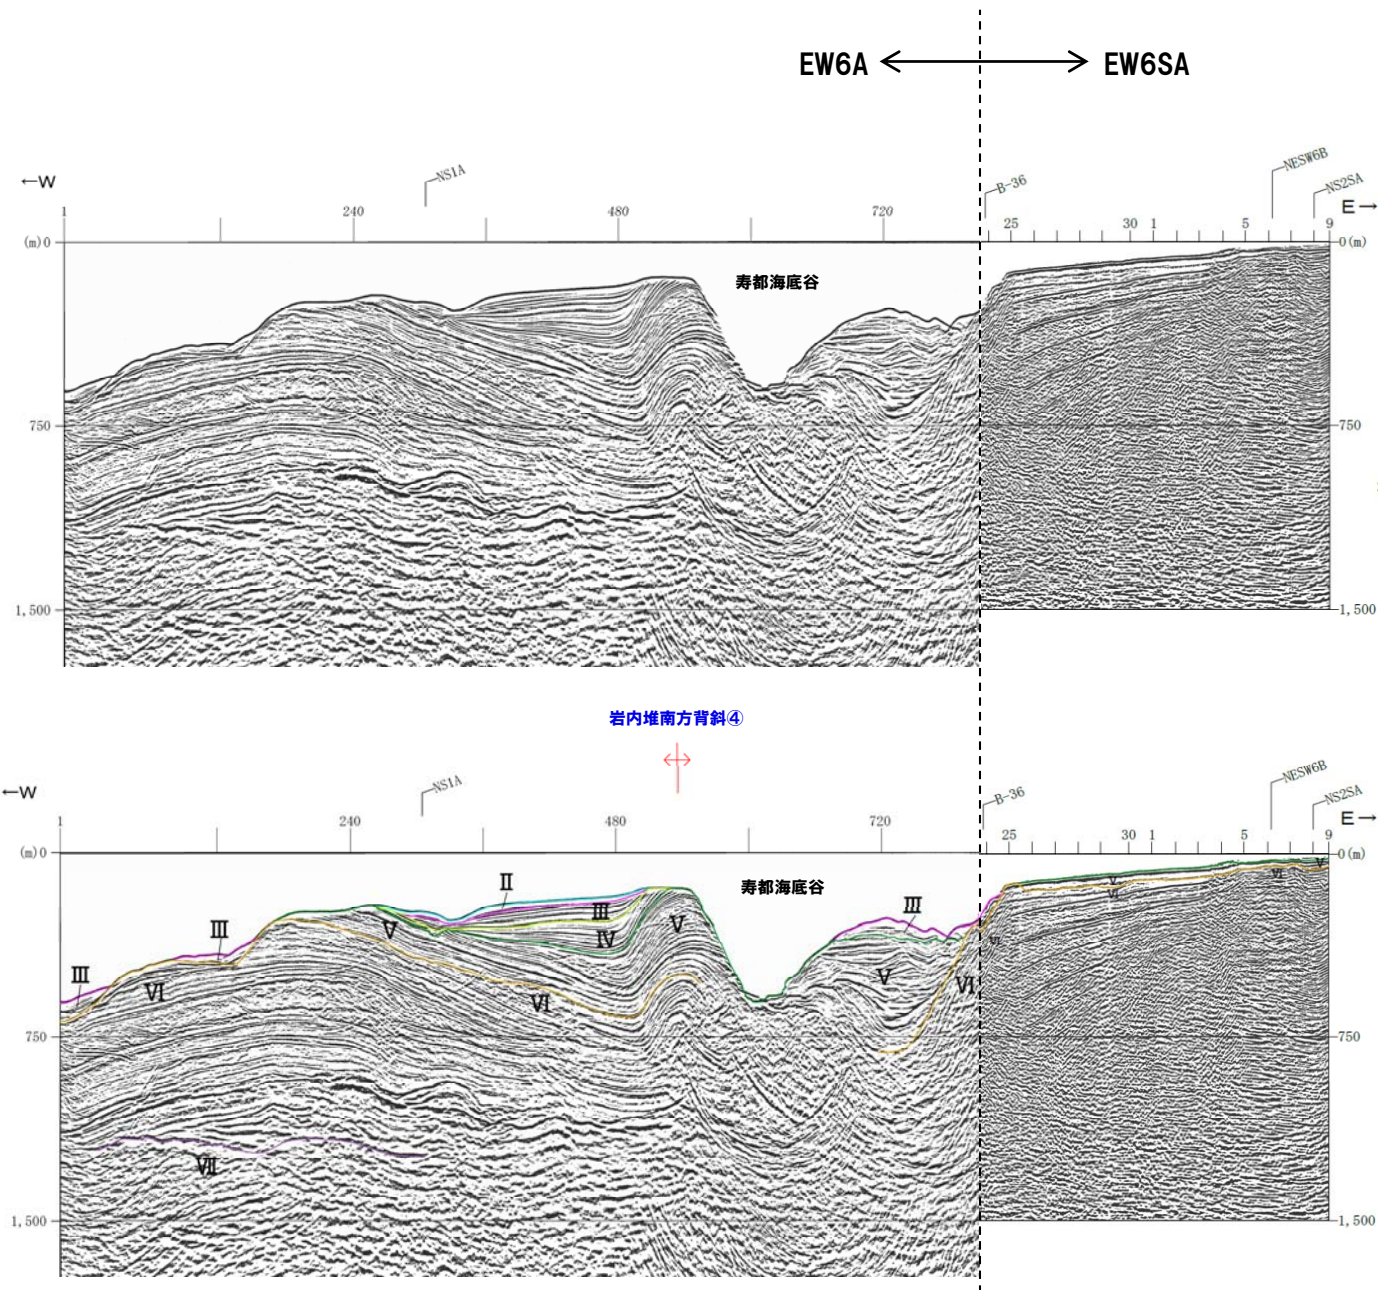 EW6A EW6SA
NESW6B
NS1A
B-36 NS2SA
←W E→
1 240 480 720 25 30 1 5 9
(m) 0 0 (m)
寿都海底谷
750 750
1,500 1,500
岩内堆南方背斜④
NESW6B
NS1A
B-36 NS2SA
←W E→
1 240 480 720 25 30 1 5 9
(m) 0 0 (m)
V
V VI
寿都海底谷
II
III III
III V IV V VI
III VI VI V VI
750 750
VII
1,500 1,500